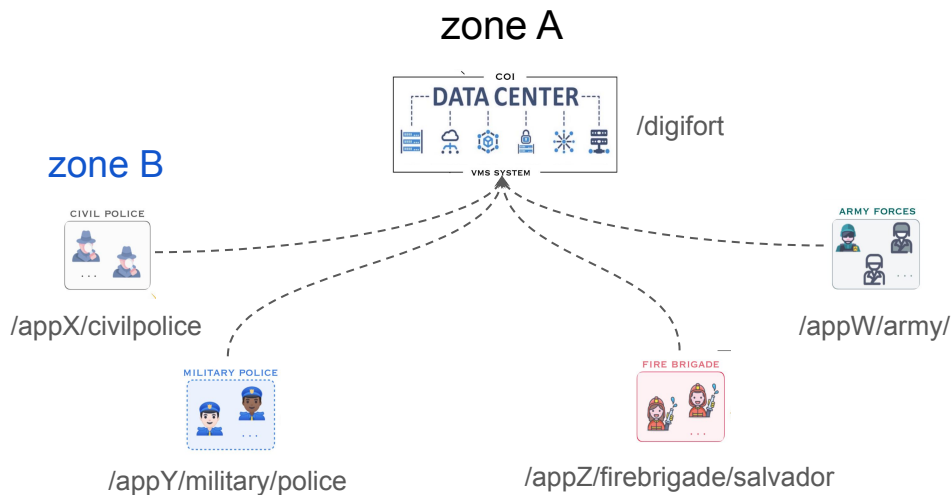 zone A
COI
DATA CENTER
/digifort
VMS SYSTEM
zone B
CIVIL POLICE
. . .
/appX/civilpolice
ARMY FORCES
. . .
/appW/army/
MILITARY POLICE
. . .
/appY/military/police
FIRE BRIGADE
. . .
/appZ/firebrigade/salvador